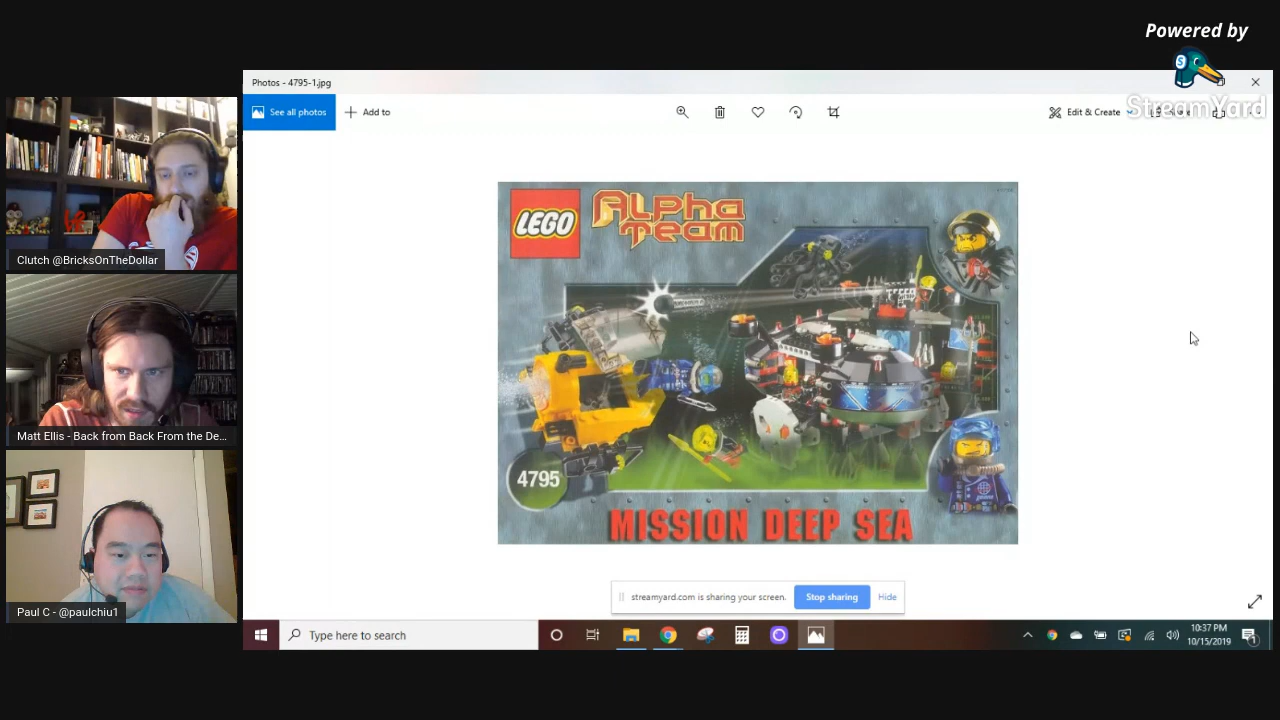 Powered by
StreamYard
Photos - 4795-1.jpg
See all photos
Add to
Edit & Create
LEGO
ALPHA
TEAM
4795
MISSION DEEP SEA
Clutch @BricksOnTheDollar
Matt Ellis - Back from Back From the De...
Paul C - @paulchiu1
streamyard.com is sharing your screen.
Stop sharing
Hide
Type here to search
10:37 PM
10/15/2019